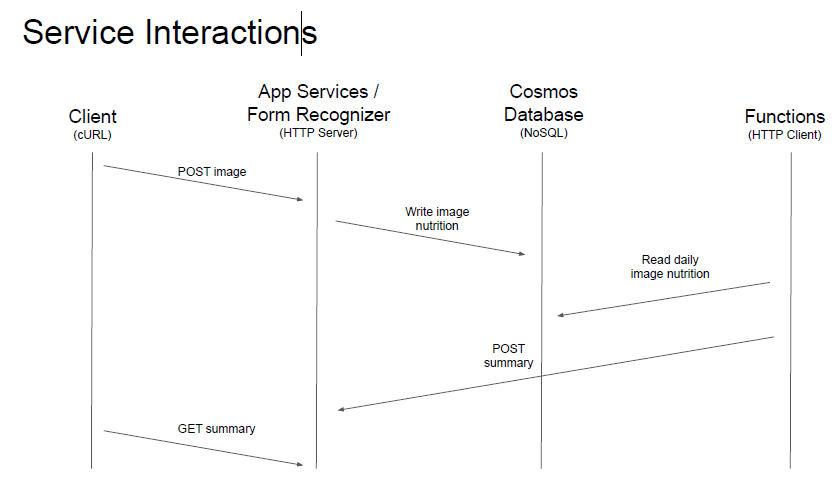 Service Interactions
Client
(cURL)
App Services /
Form Recognizer
(HTTP Server)
Cosmos
Database
(NoSQL)
Functions
(HTTP Client)
POST image
Write image
nutrition
Read daily
image nutrition
POST
summary
GET summary